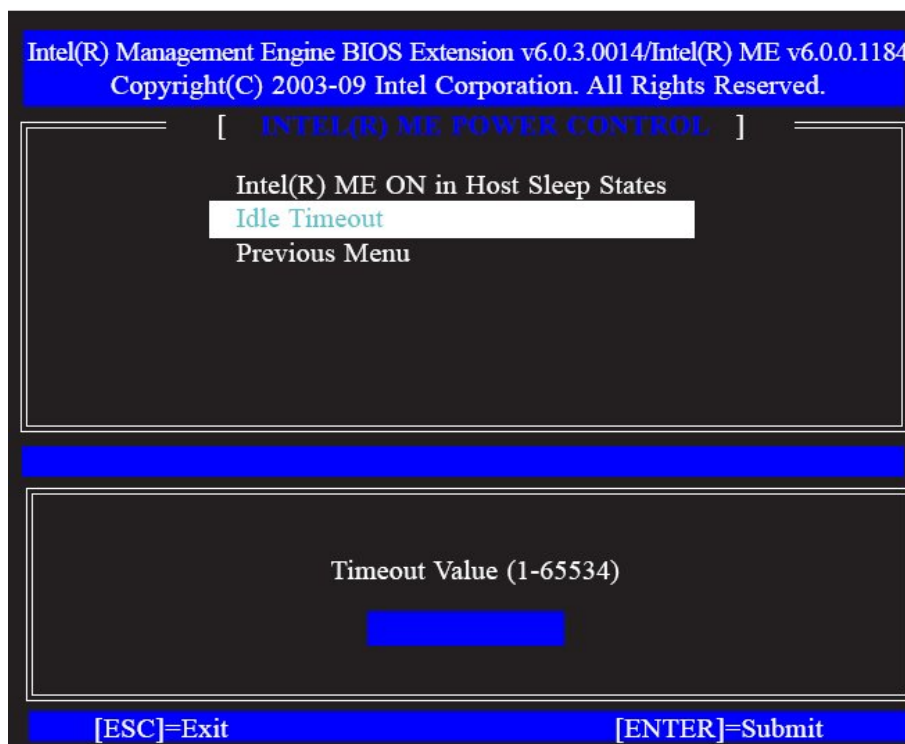 Intel(R) Management Engine BIOS Extension v6.0.3.0014/Intel(R) ME v6.0.0.1184
Copyright(C) 2003-09 Intel Corporation. All Rights Reserved.
[ INTEL(R) ME POWER CONTROL ]
Intel(R) ME ON in Host Sleep States
Idle Timeout
Previous Menu
Timeout Value (1-65534)
[ESC]=Exit [ENTER]=Submit